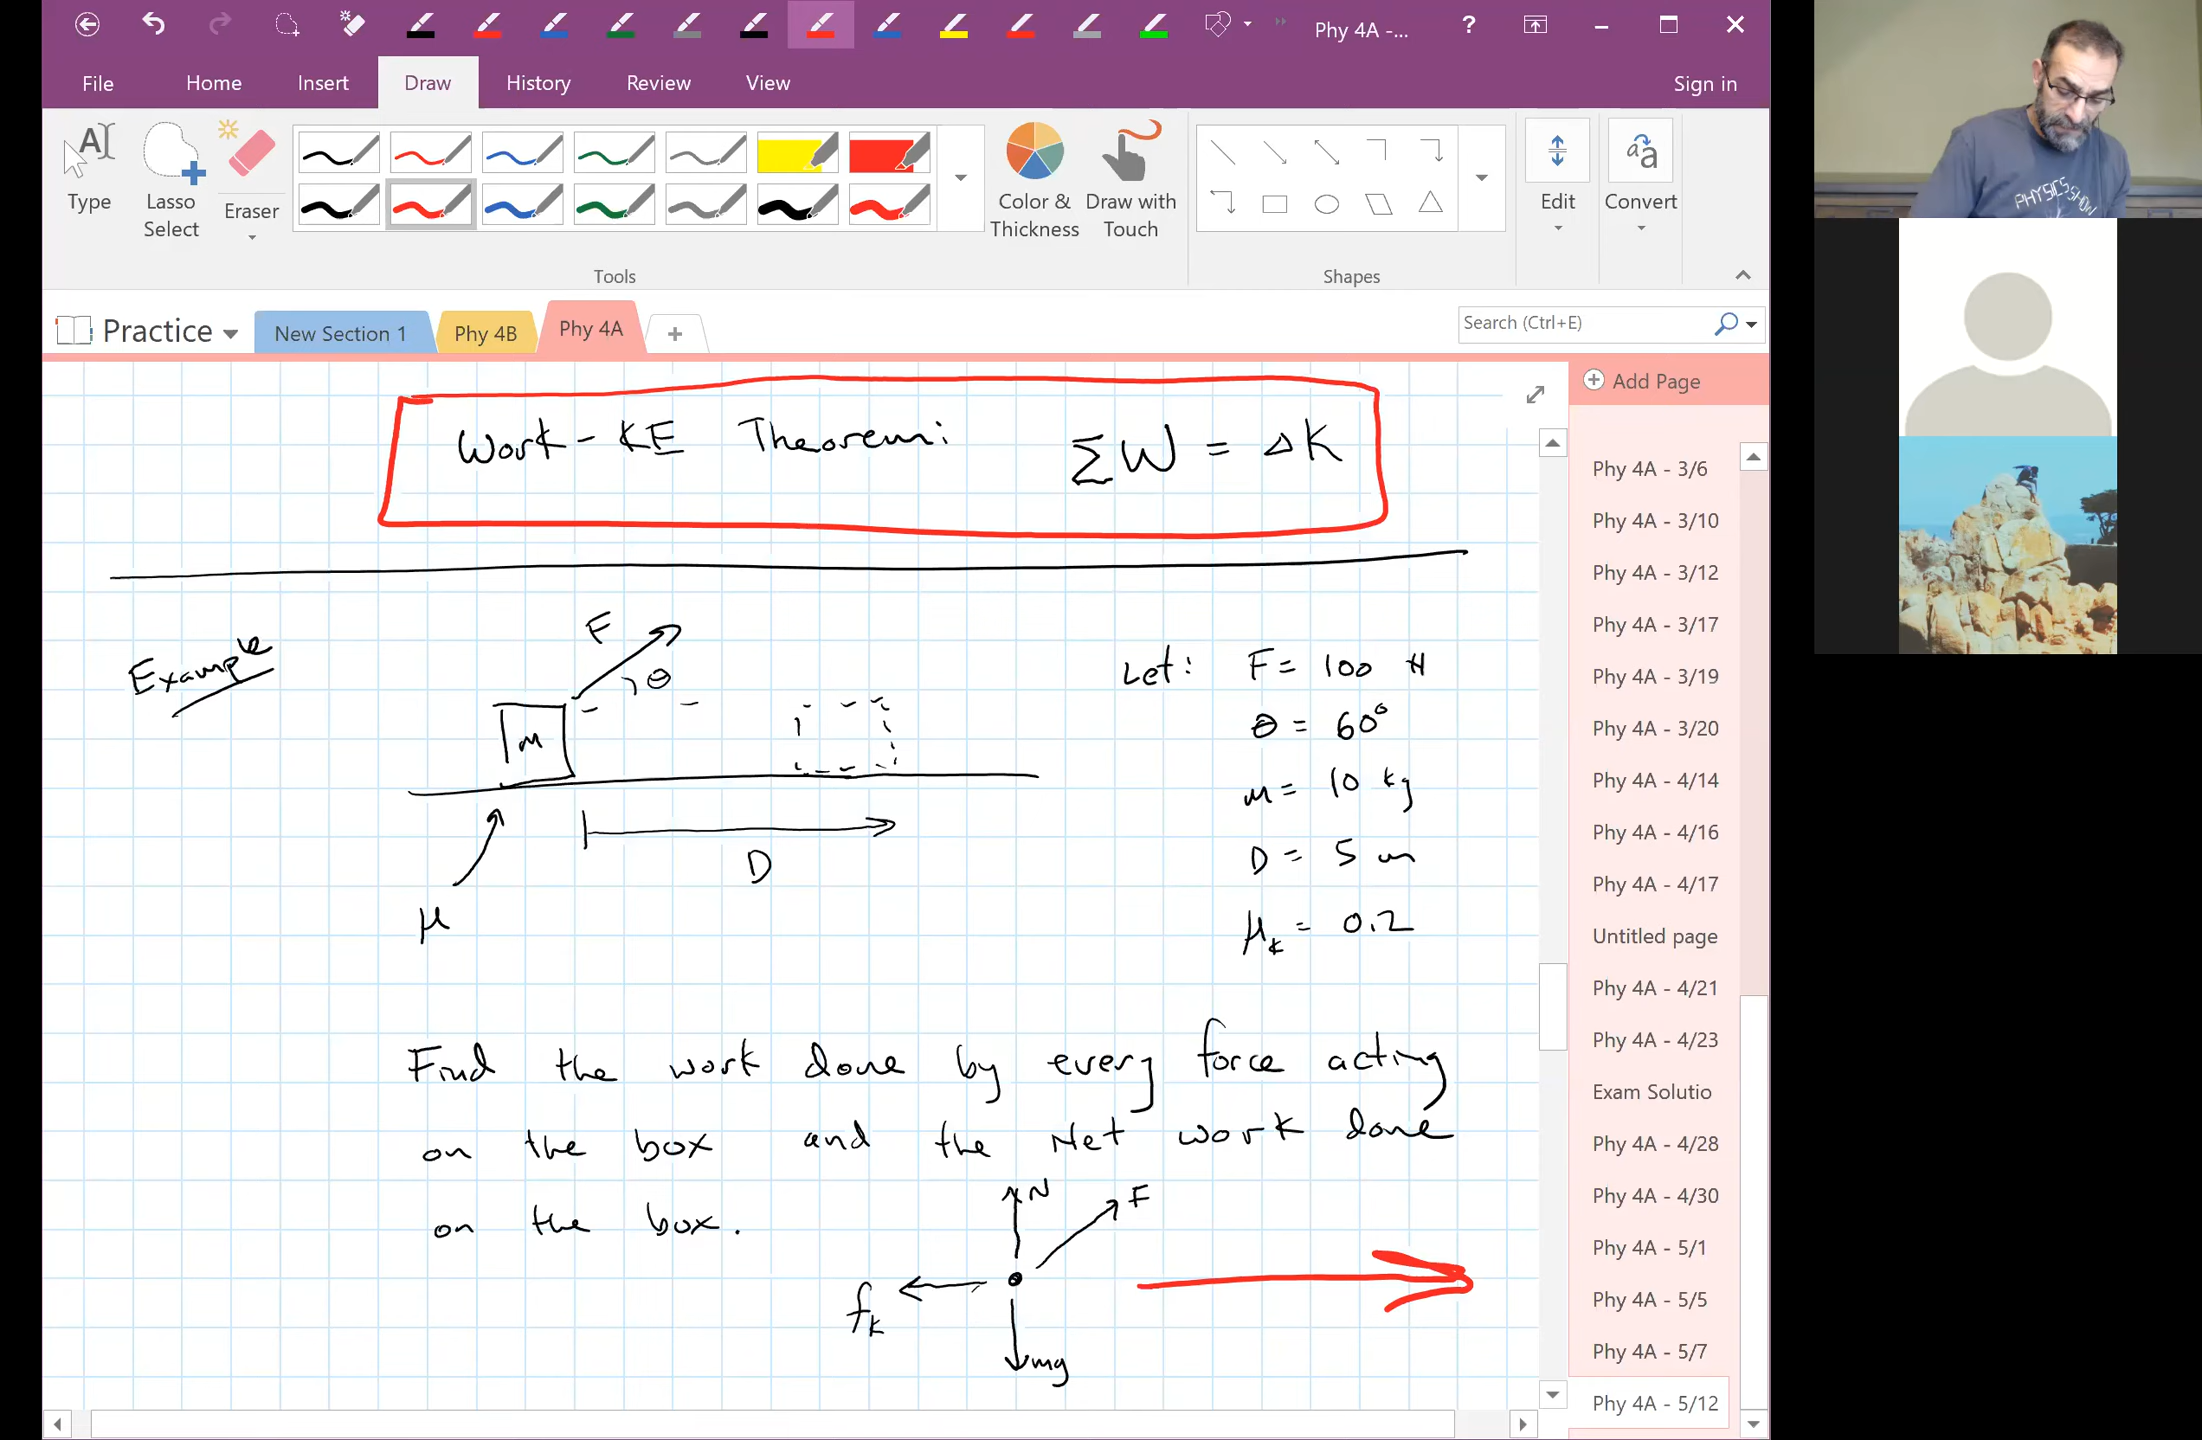 Phy 4A -...
?
File
Home
Insert
Draw
History
Review
View
Sign in
Type
Lasso Select
Eraser
Color & Thickness
Draw with Touch
Edit
Convert
Tools
Shapes
Practice
New Section 1
Phy 4B
Phy 4A
+
Search (Ctrl+E)
Add Page
Phy 4A - 3/6
Phy 4A - 3/10
Phy 4A - 3/12
Phy 4A - 3/17
Phy 4A - 3/19
Phy 4A - 3/20
Phy 4A - 4/14
Phy 4A - 4/16
Phy 4A - 4/17
Untitled page
Phy 4A - 4/21
Phy 4A - 4/23
Exam Solutio
Phy 4A - 4/28
Phy 4A - 4/30
Phy 4A - 5/1
Phy 4A - 5/5
Phy 4A - 5/7
Phy 4A - 5/12
Work - KE Theorem: ΣW = ΔK
Example
F
θ
m
D
μ
Let: F = 100 N
θ = 60°
m = 10 kg
D = 5 m
μk = 0.2
Find the work done by every force acting
on the box and the Net work done
on the box.
N
F
fk
mg
PHYSICS SHOW